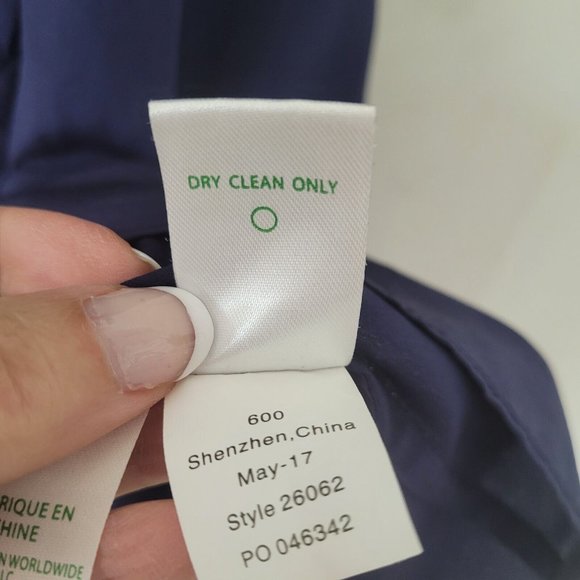 DRY CLEAN ONLY
600
Shenzhen,China
May-17
Style 26062
PO 046342
RIQUE EN
HINE
N WORLDWIDE